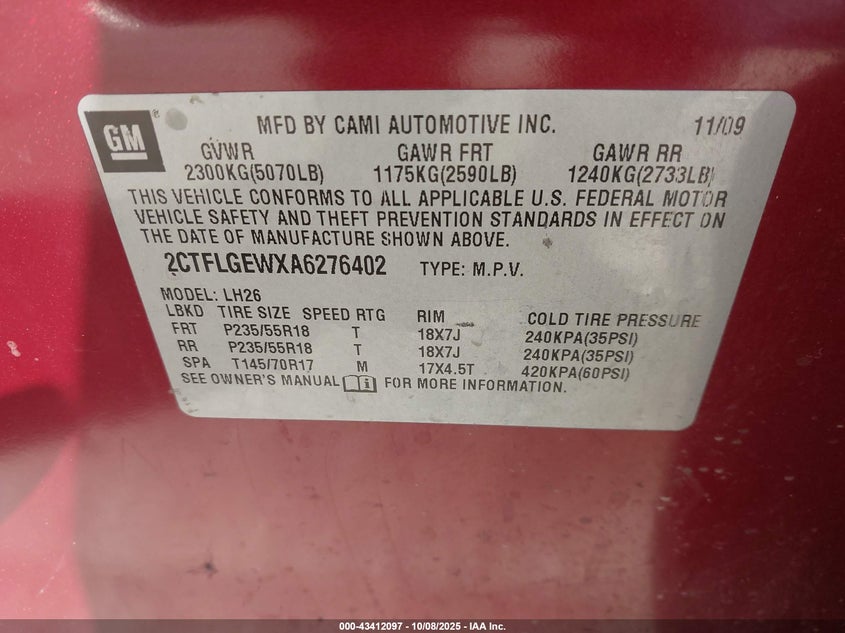 GM
®
MFD BY CAMI AUTOMOTIVE INC. 11/09
GVWR GAWR FRT GAWR RR
2300KG(5070LB) 1175KG(2590LB) 1240KG(2733LB)
THIS VEHICLE CONFORMS TO ALL APPLICABLE U.S. FEDERAL MOTOR
VEHICLE SAFETY AND THEFT PREVENTION STANDARDS IN EFFECT ON
THE DATE OF MANUFACTURE SHOWN ABOVE.
2CTFLGEWXA6276402 TYPE: M.P.V.
MODEL: LH26
LBKD TIRE SIZE SPEED RTG RIM COLD TIRE PRESSURE
FRT P235/55R18 T 18X7J 240KPA(35PSI)
RR P235/55R18 T 18X7J 240KPA(35PSI)
SPA T145/70R17 M 17X4.5T 420KPA(60PSI)
SEE OWNER'S MANUAL i FOR MORE INFORMATION.
000-43412097 - 10/08/2025 - IAA Inc.